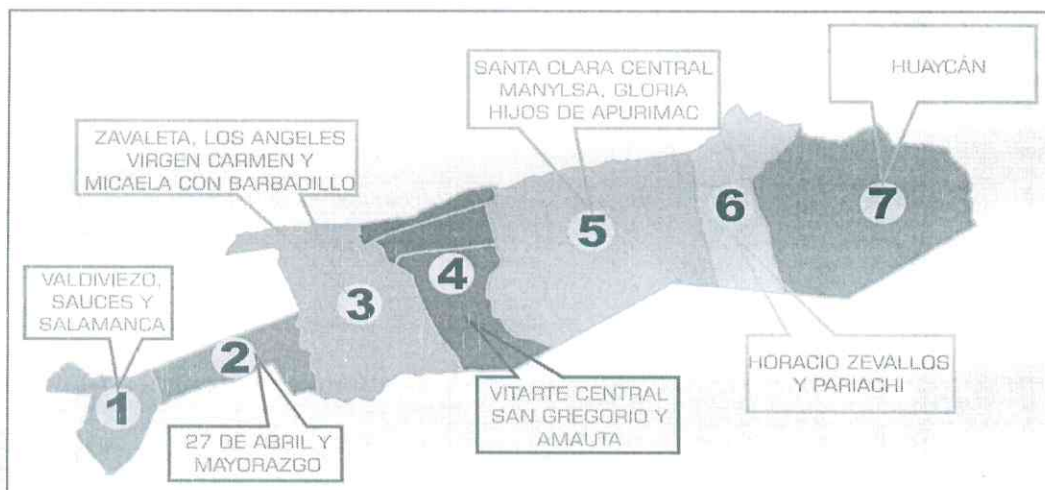 SANTA CLARA CENTRAL
MANYLSA, GLORIA
HIJOS DE APURIMAC
HUAYCÁN
ZAVALETA, LOS ANGELES
VIRGEN CARMEN Y
MICAELA CON BARBADILLO
VALDIVIEZO,
SAUCES Y
SALAMANCA
1
2
3
4
5
6
7
27 DE ABRIL Y
MAYORAZGO
VITARTE CENTRAL
SAN GREGORIO Y
AMAUTA
HORACIO ZEVALLOS
Y PARIACHI